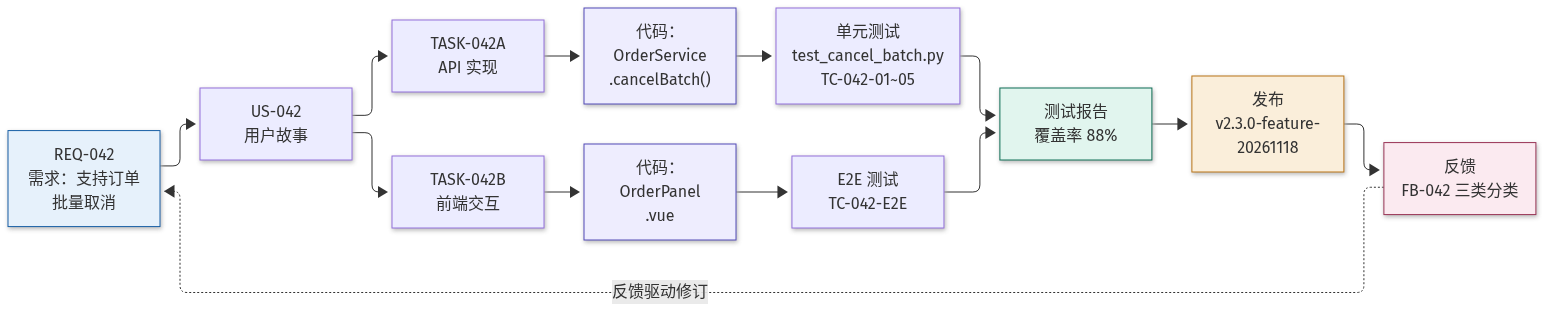 REQ-042
需求：支持订单
批量取消
US-042
用户故事
TASK-042A
API 实现
代码：
OrderService
.cancelBatch()
单元测试
test_cancel_batch.py
TC-042-01~05
TASK-042B
前端交互
代码：
OrderPanel
.vue
E2E 测试
TC-042-E2E
测试报告
覆盖率 88%
发布
v2.3.0-feature-
20261118
反馈
FB-042 三类分类
反馈驱动修订